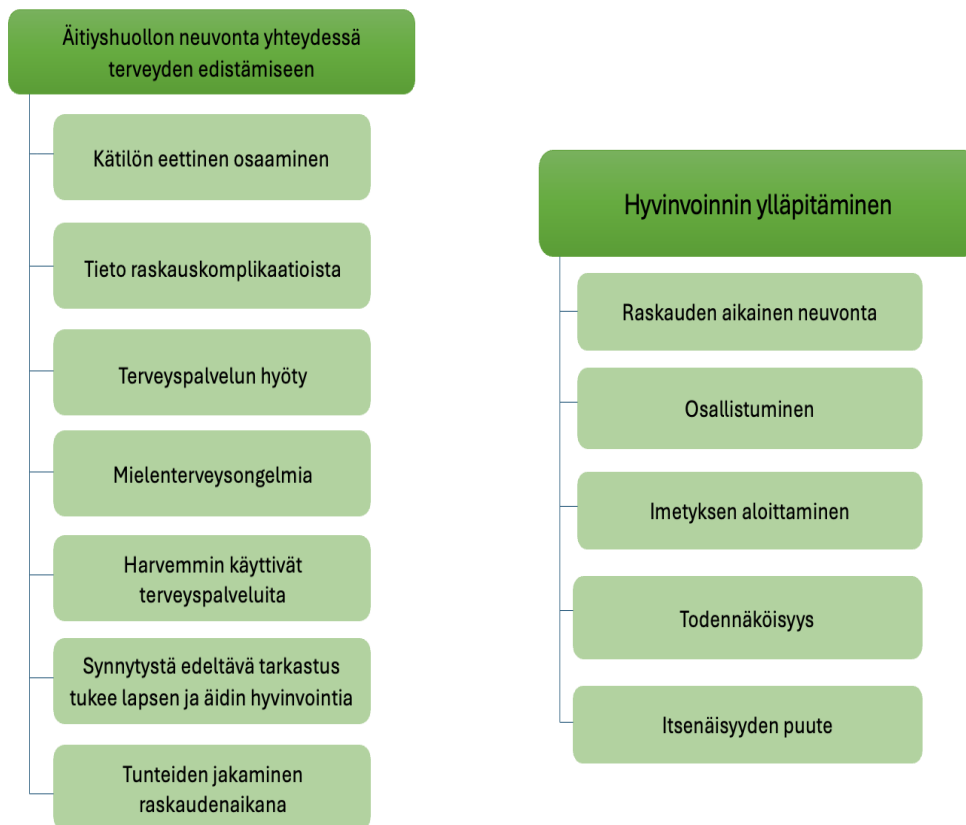 Äitiyshuollon neuvonta yhteydessä
terveyden edistämiseen
Kätilön eettinen osaaminen
Tieto raskauskomplikaatioista
Terveyspalvelun hyöty
Mielenterveysongelmia
Harvemmin käyttivät
terveyspalveluita
Synnytystä edeltävä tarkastus
tukee lapsen ja äidin hyvinvointia
Tunteiden jakaminen
raskaudenaikana
Hyvinvoinnin ylläpitäminen
Raskauden aikainen neuvonta
Osallistuminen
Imetyksen aloittaminen
Todennäköisyys
Itsenäisyyden puute